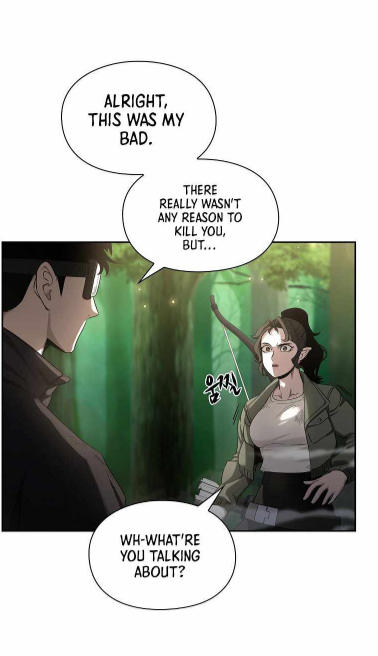 ALRIGHT,
THIS WAS MY
BAD.
THERE
REALLY WASN'T
ANY REASON TO
KILL YOU,
BUT...
움찔
WH-WHAT'RE
YOU TALKING
ABOUT?